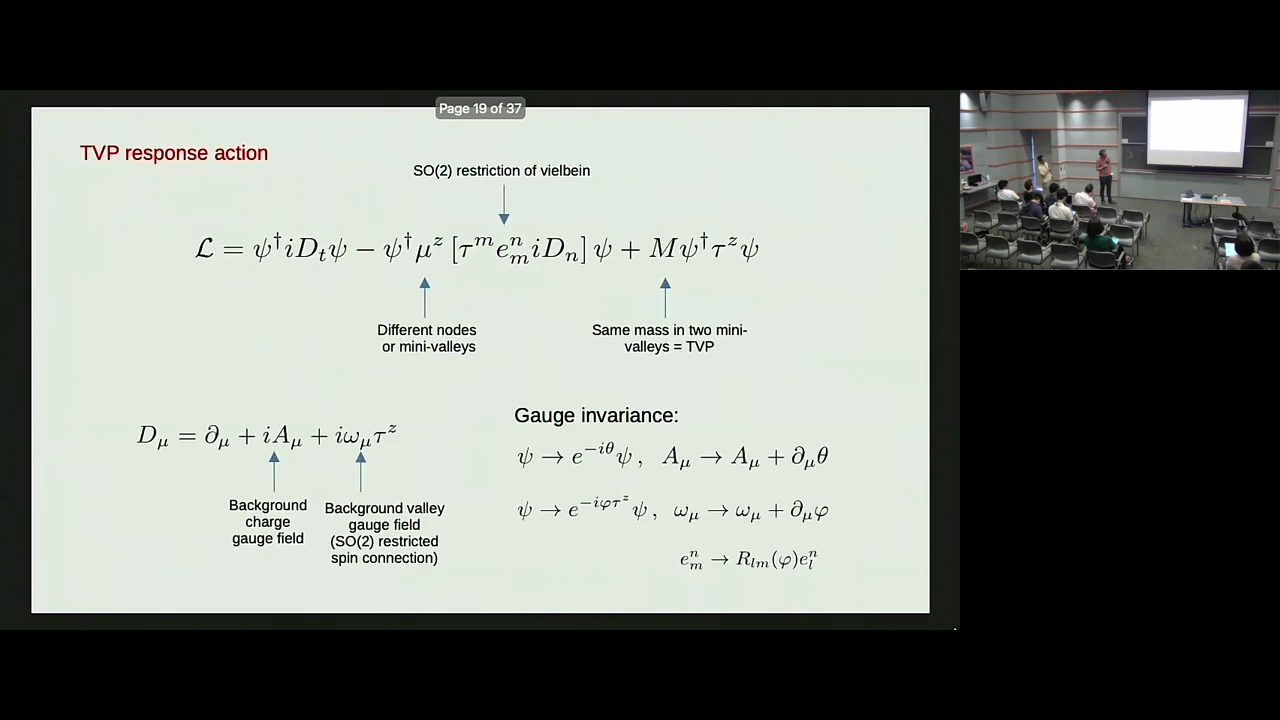 Page 19 of 37
TVP response action
SO(2) restriction of vielbein
ℒ = ψ†iD_tψ − ψ†μ^z [τ^m e^n_m iD_n] ψ + Mψ†τ^zψ
Different nodes
or mini-valleys
Same mass in two mini-
valleys = TVP
D_μ = ∂_μ + iA_μ + iω_μτ^z
Background
charge
gauge field
Background valley
gauge field
(SO(2) restricted
spin connection)
Gauge invariance:
ψ → e^{−iθ}ψ , A_μ → A_μ + ∂_μθ
ψ → e^{−iφτ^z}ψ , ω_μ → ω_μ + ∂_μφ
e^n_m → R_{lm}(φ)e^n_l